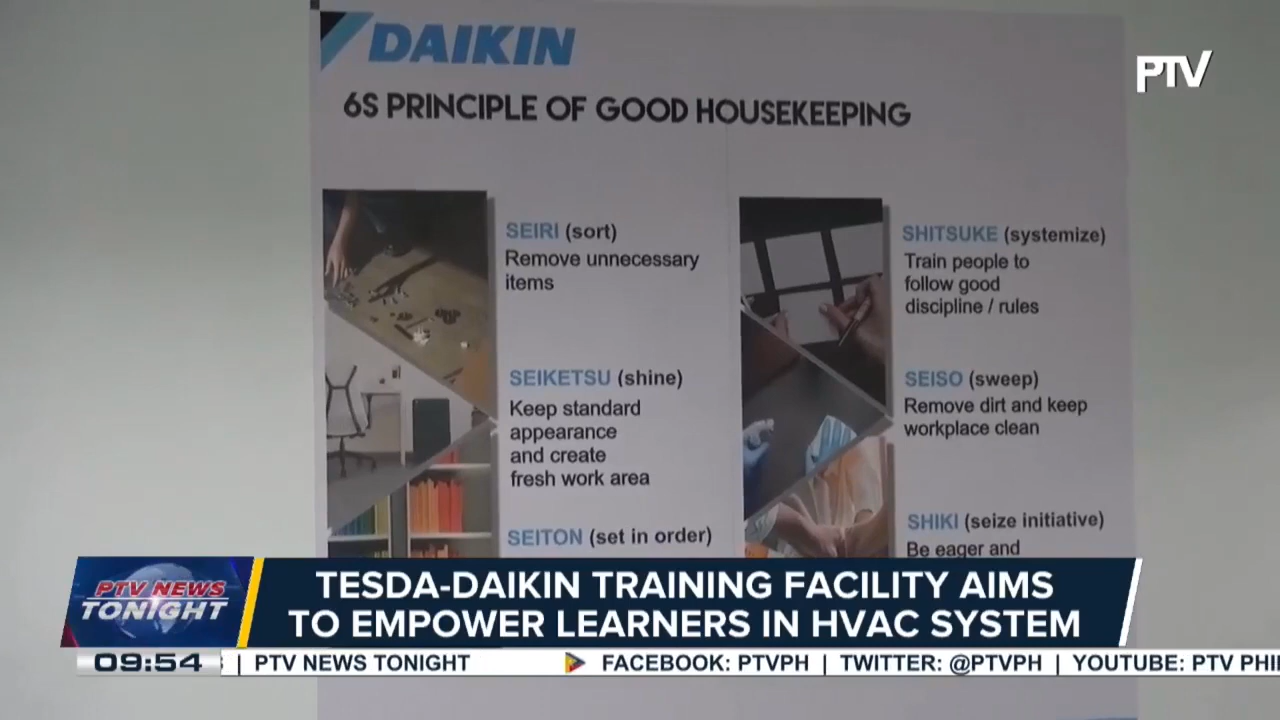 DAIKIN
PTV
6S PRINCIPLE OF GOOD HOUSEKEEPING
SEIRI (sort)
Remove unnecessary
items
SEIKETSU (shine)
Keep standard
appearance
and create
fresh work area
SEITON (set in order)
SHITSUKE (systemize)
Train people to
follow good
discipline / rules
SEISO (sweep)
Remove dirt and keep
workplace clean
SHIKI (seize initiative)
Be eager and
PTV NEWS
TONIGHT
TESDA-DAIKIN TRAINING FACILITY AIMS
TO EMPOWER LEARNERS IN HVAC SYSTEM
09:54 | PTV NEWS TONIGHT FACEBOOK: PTVPH | TWITTER: @PTVPH | YOUTUBE: PTV PHI